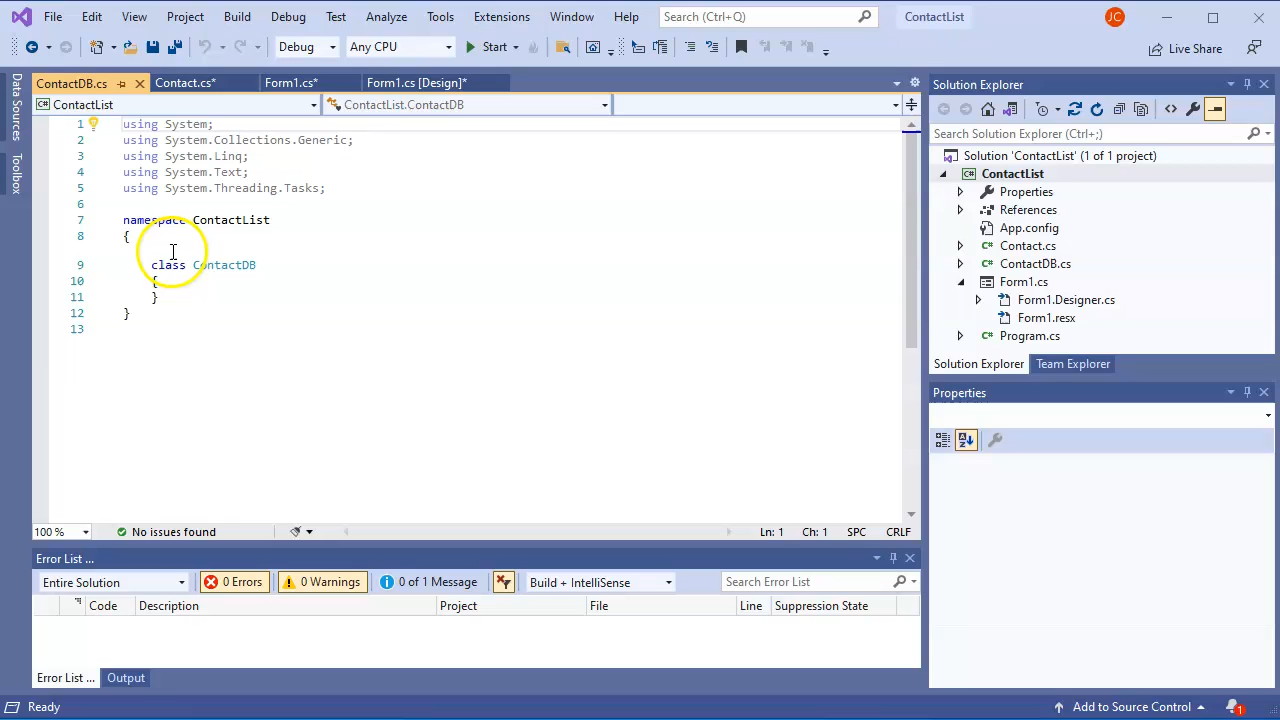 File Edit View Project Build Debug Test Analyze Tools Extensions Window Help Search (Ctrl+Q) ContactList JC
Debug Any CPU Start Live Share
Data Sources
Toolbox
ContactDB.cs Contact.cs* Form1.cs* Form1.cs [Design]*
C# ContactList ContactList.ContactDB
1 using System;
2 using System.Collections.Generic;
3 using System.Linq;
4 using System.Text;
5 using System.Threading.Tasks;
6
7 namespace ContactList
8 {
9 class ContactDB
10 {
11 }
12 }
13
100 % No issues found Ln: 1 Ch: 1 SPC CRLF
Error List ...
Entire Solution 0 Errors 0 Warnings 0 of 1 Message Build + IntelliSense Search Error List
Code Description Project File Line Suppression State
Error List ... Output
Solution Explorer
Search Solution Explorer (Ctrl+;)
Solution 'ContactList' (1 of 1 project)
C# ContactList
Properties
References
App.config
C# Contact.cs
C# ContactDB.cs
Form1.cs
Form1.Designer.cs
Form1.resx
C# Program.cs
Solution Explorer Team Explorer
Properties
Ready Add to Source Control 1